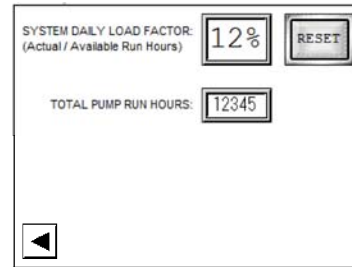 SYSTEM DAILY LOAD FACTOR: 12% RESET
(Actual / Available Run Hours)
TOTAL PUMP RUN HOURS: 12345